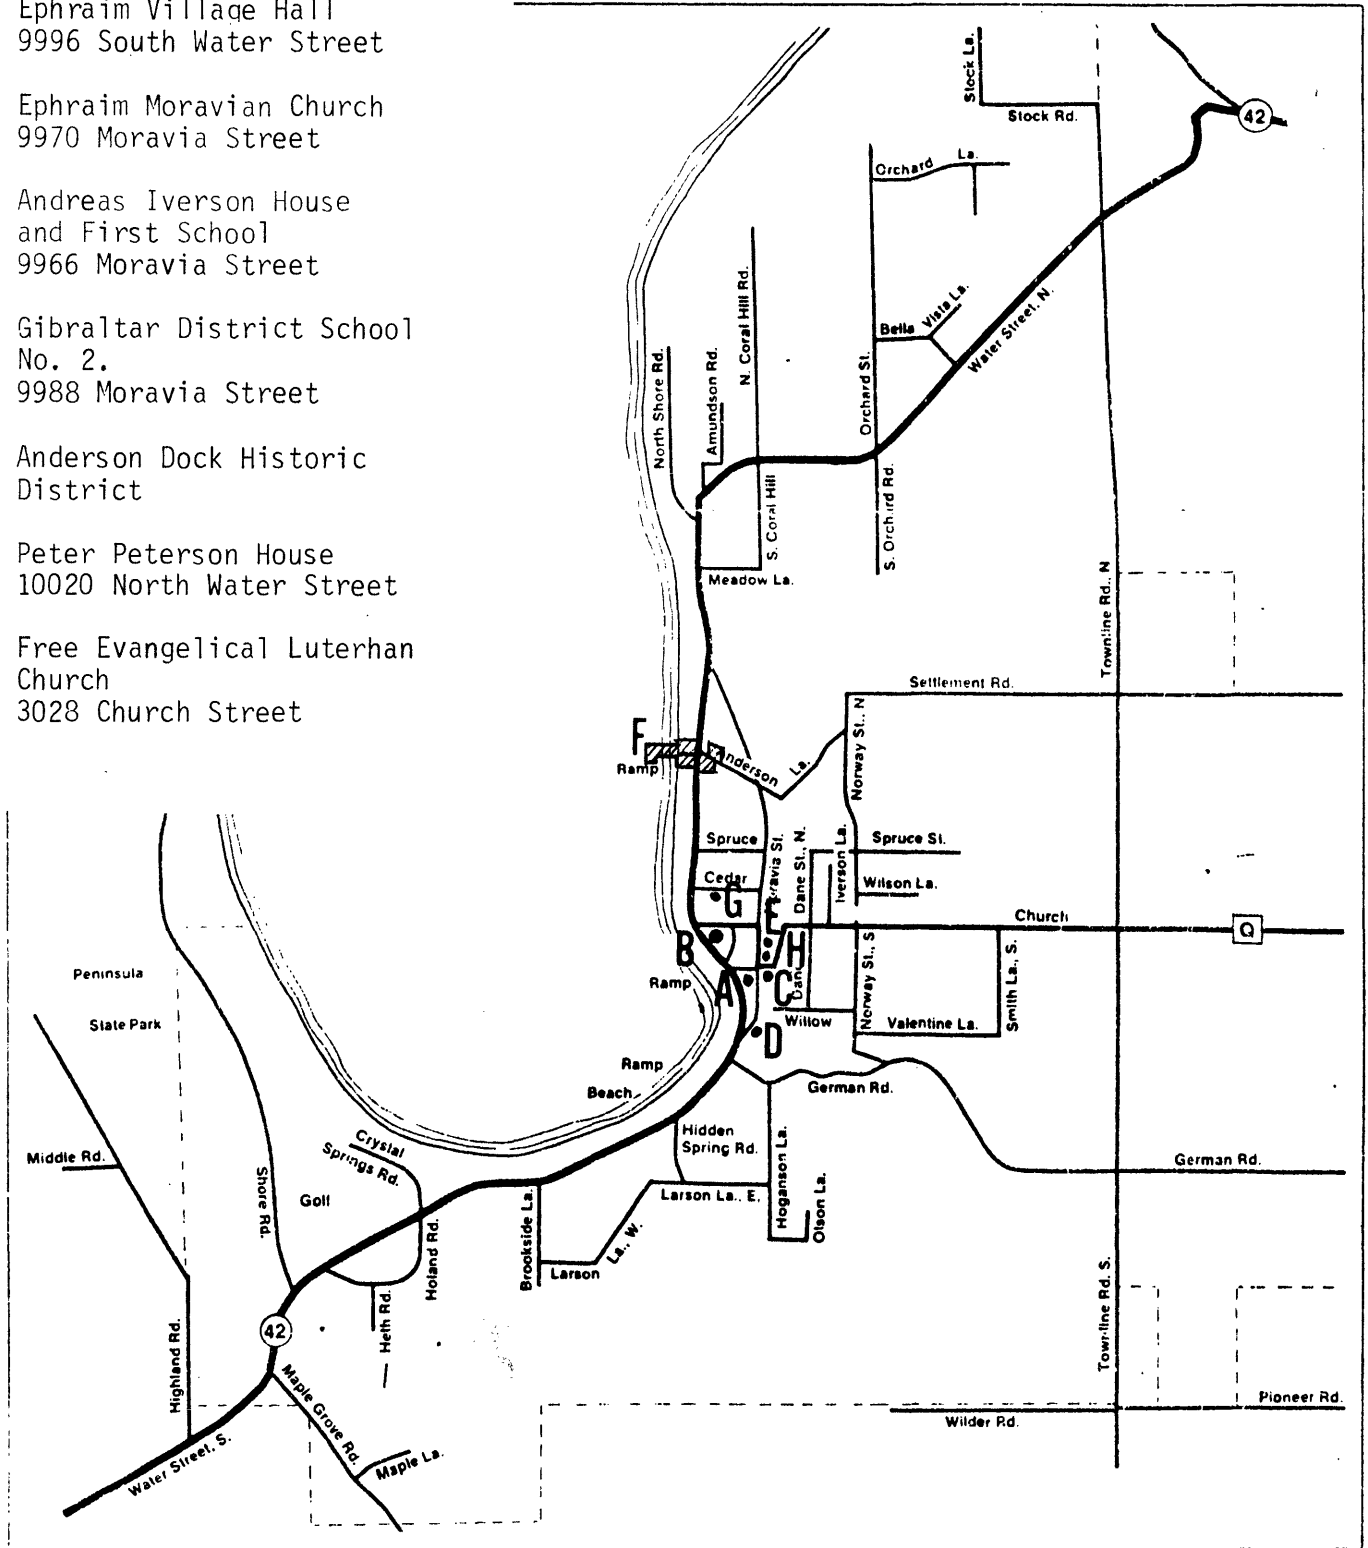 Ephraim Village Hall
9996 South Water Street
Ephraim Moravian Church
9970 Moravia Street
Andreas Iverson House
and First School
9966 Moravia Street
Gibraltar District School
No. 2.
9988 Moravia Street
Anderson Dock Historic
District
Peter Peterson House
10020 North Water Street
Free Evangelical Luterhan
Church
3028 Church Street
Stock La.
Stock Rd.
42
Orchard La.
Bella Vista La.
Water Street, N.
N. Coral Hill Rd.
Amundson Rd.
North Shore Rd.
Orchard St.
S. Orchard Rd.
S. Coral Hill
Meadow La.
Townline Rd., N
Settlement Rd.
F
Ramp
Anderson La.
Norway St., N
Spruce
Dane St., N.
Iverson La.
Spruce St.
Cedar
Wilson La.
G
E
Church
Q
B
H
A
C
Ramp
Norway St., S
Smith La., S.
Willow
Valentine La.
D
Peninsula
State Park
Ramp
Beach
German Rd.
Hidden
Spring Rd.
Crystal
Springs Rd.
Middle Rd.
German Rd.
Shore Rd.
Golf
Larson La., E.
Hoganson La.
Olson La.
Holand Rd.
Brookside La.
Larson La., W.
Heth Rd.
42
Highland Rd.
Maple Grove Rd.
Maple La.
Water Street, S.
Townline Rd. S.
Pioneer Rd.
Wilder Rd.